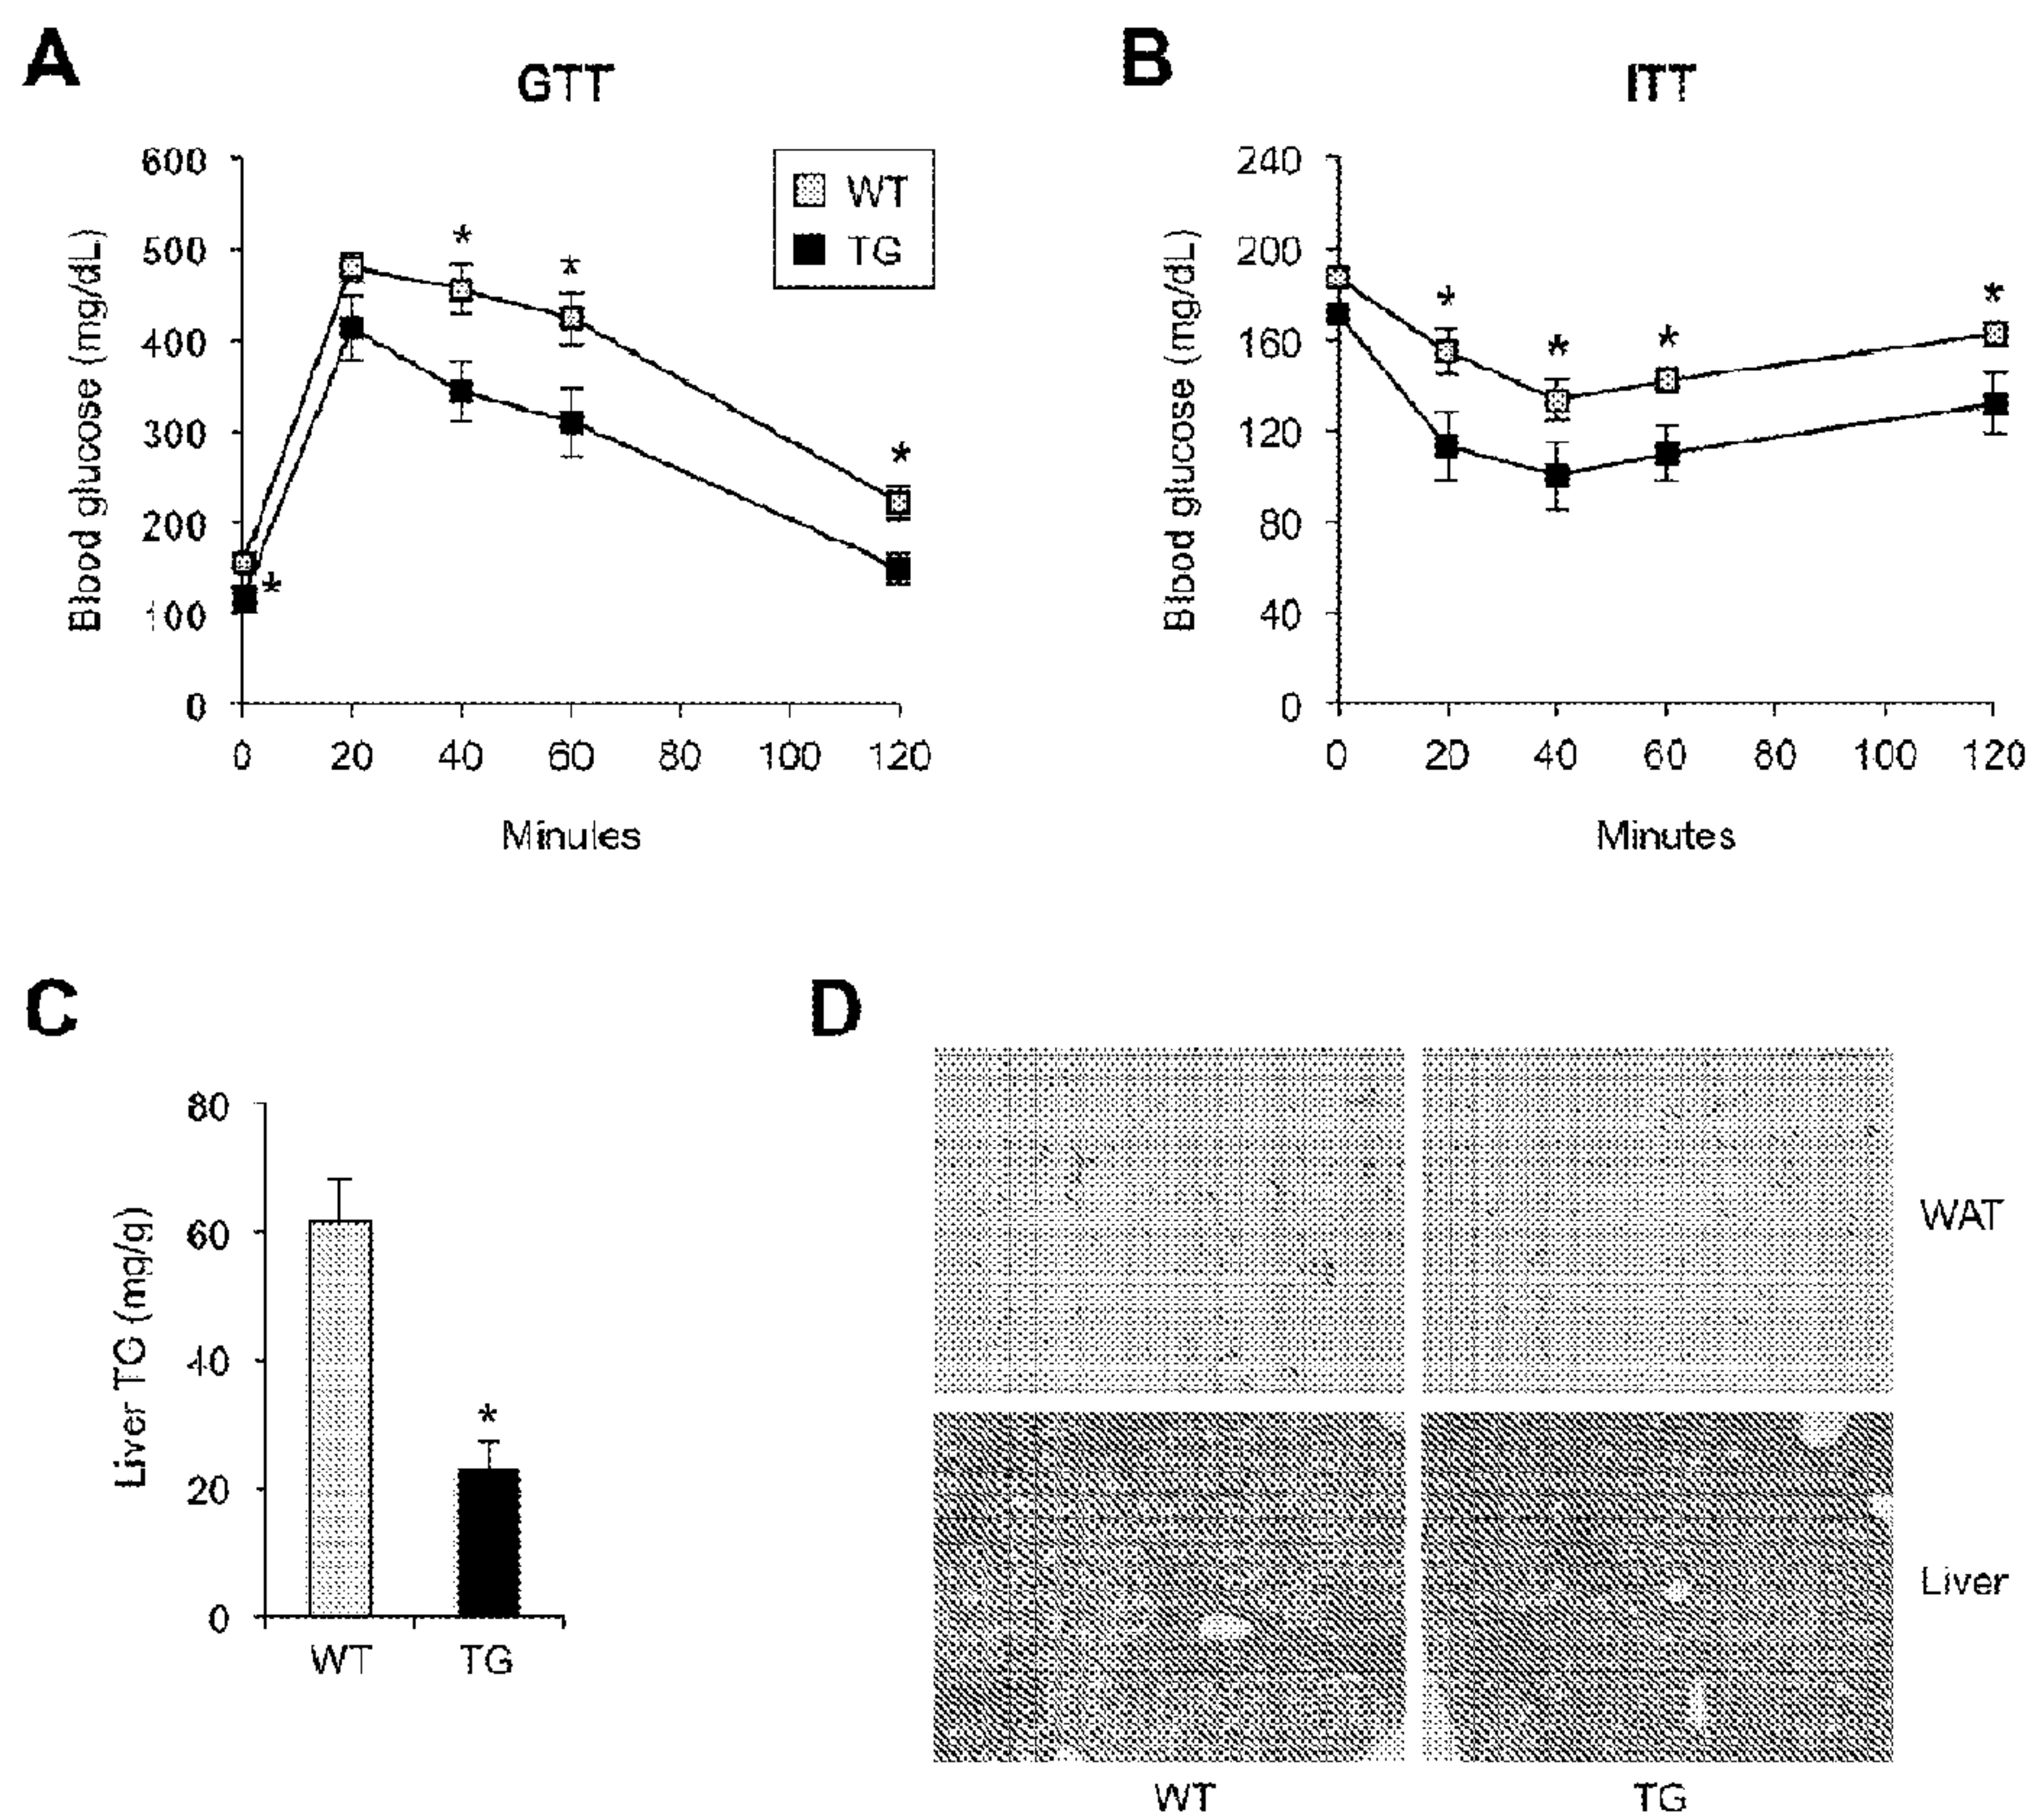 A
GTT
600
500
400
300
200
100
0
Blood glucose (mg/dL)
WT
TG
*
*
*
*
0 20 40 60 80 100 120
Minules
B
ITT
240
200
160
120
80
40
0
Blood glucose (mg/dL)
*
*
*
*
0 20 40 60 80 100 120
Minutes
C
80
60
40
20
0
Liver TG (mg/g)
*
WT TG
D
WAT
Liver
WT TG